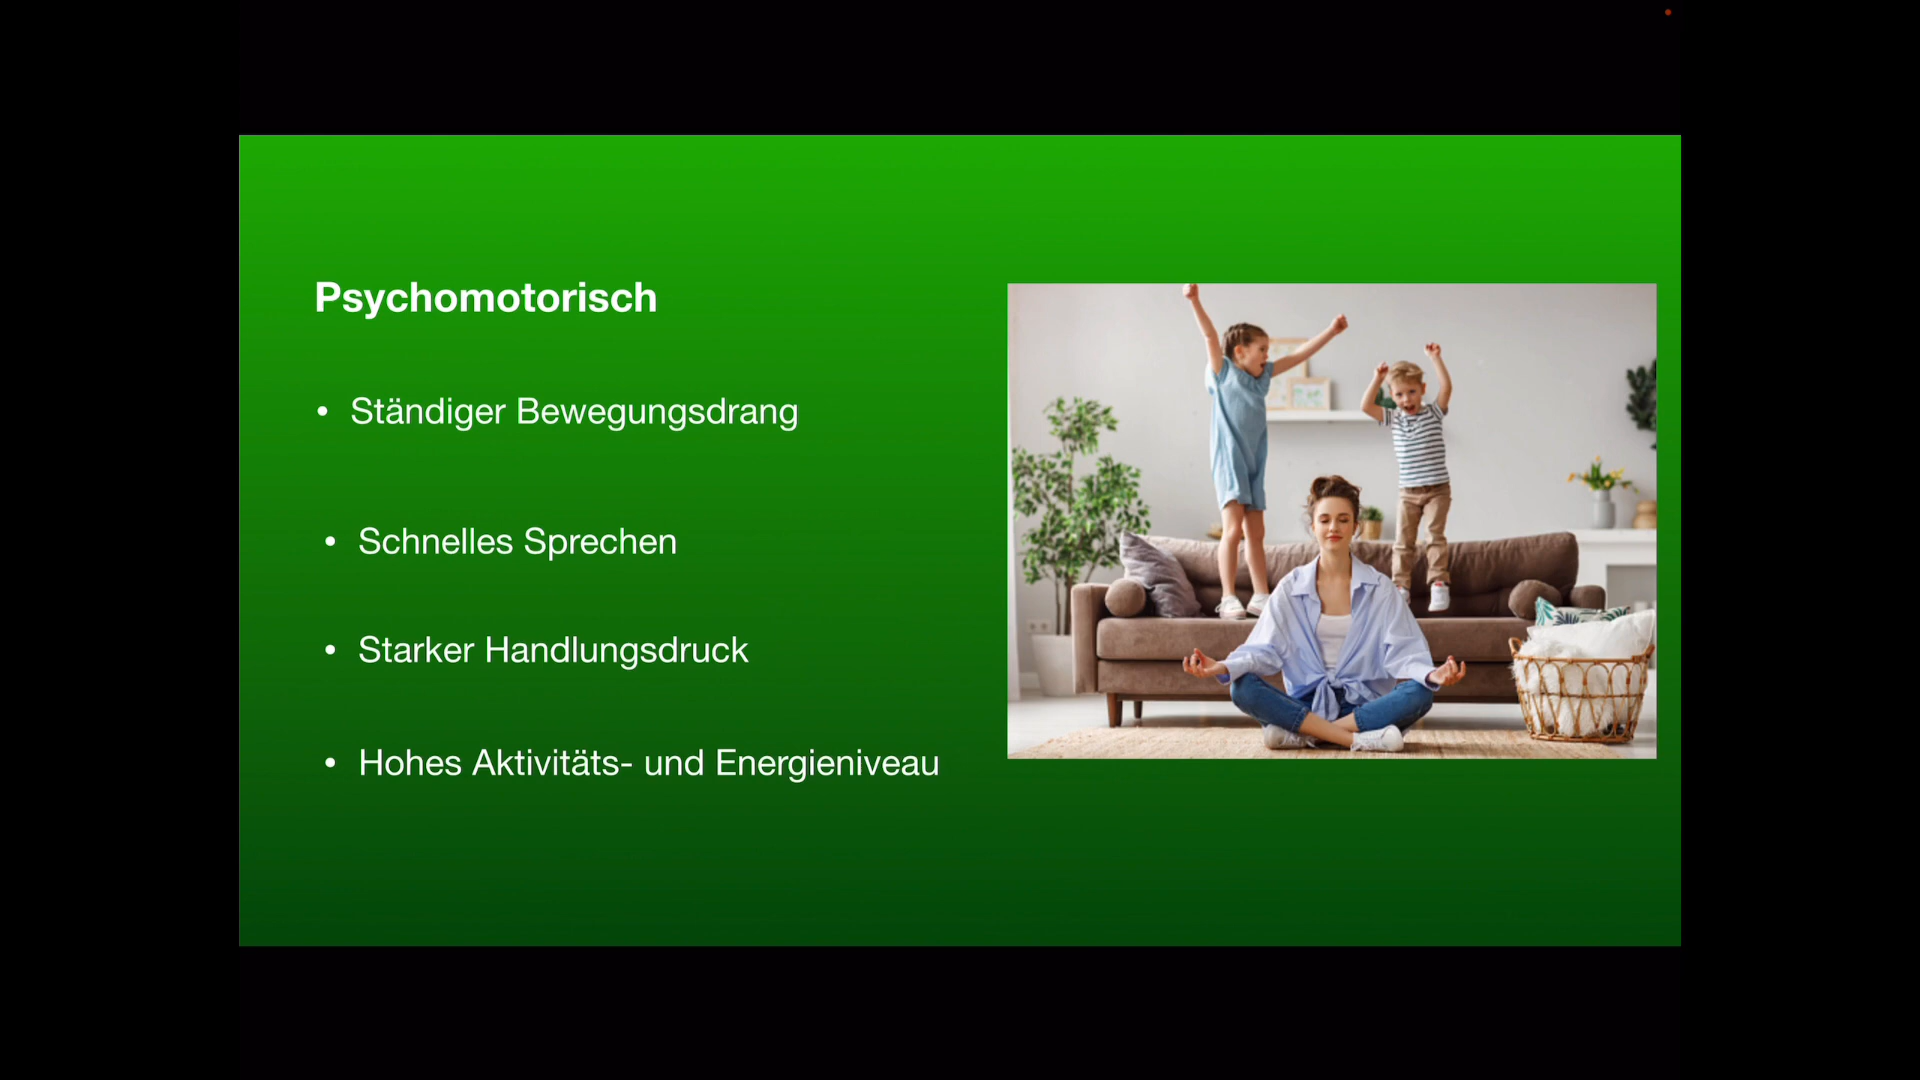 Psychomotorisch
• Ständiger Bewegungsdrang
• Schnelles Sprechen
• Starker Handlungsdruck
• Hohes Aktivitäts- und Energieniveau